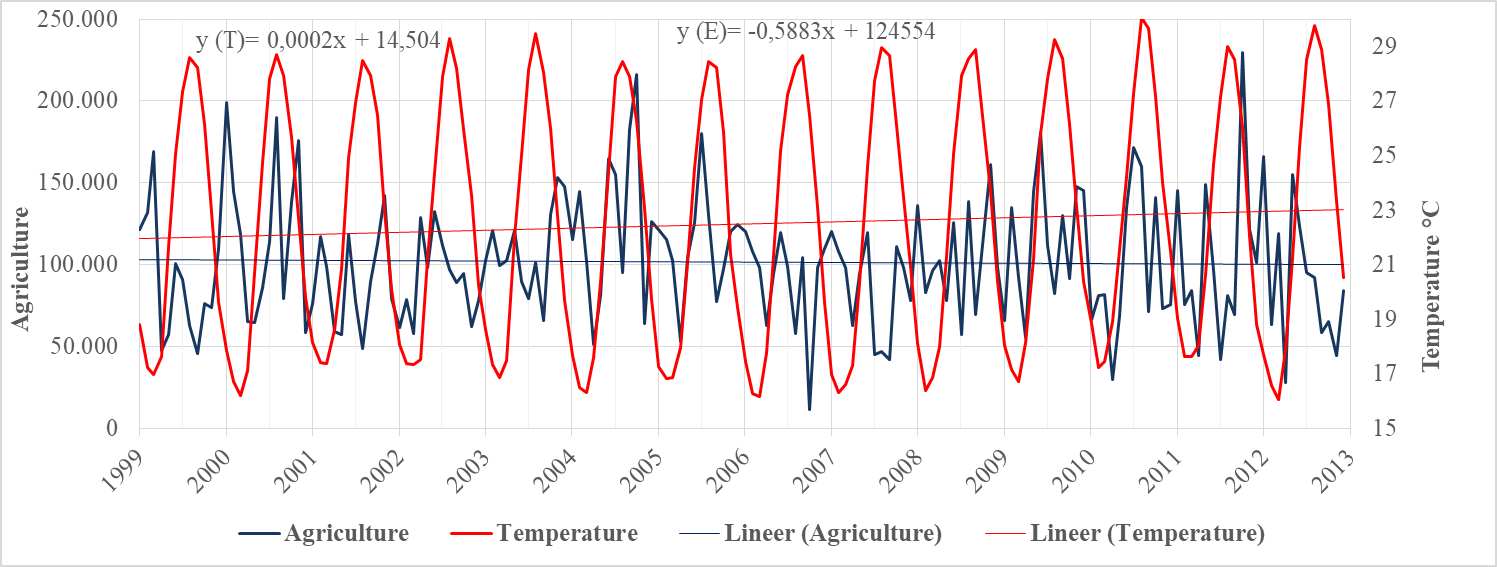 y (T)= 0,0002x + 14,504
y (E)= -0,5883x + 124554
Agriculture
250.000
200.000
150.000
100.000
50.000
0
29
27
25
23
21
19
17
15
Temperature °C
1999 2000 2001 2002 2003 2004 2005 2006 2007 2008 2009 2010 2011 2012 2013
Agriculture Temperature Lineer (Agriculture) Lineer (Temperature)